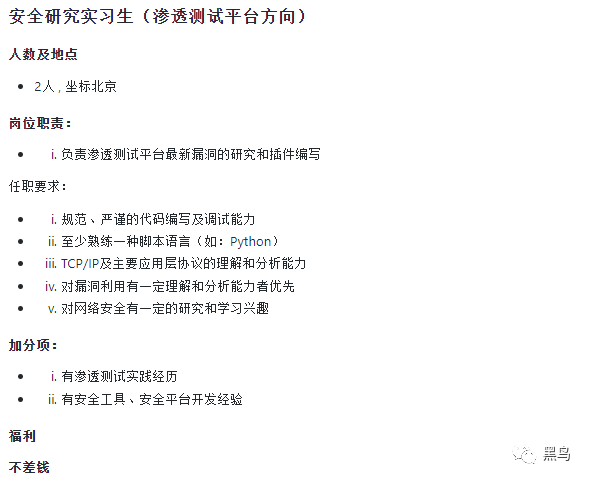 安全研究实习生（渗透测试平台方向）
人数及地点
2人 , 坐标北京
岗位职责：
i. 负责渗透测试平台最新漏洞的研究和插件编写
任职要求：
i. 规范、严谨的代码编写及调试能力
ii. 至少熟练一种脚本语言（如：Python）
iii. TCP/IP及主要应用层协议的理解和分析能力
iv. 对漏洞利用有一定理解和分析能力者优先
v. 对网络安全有一定的研究和学习兴趣
加分项：
i. 有渗透测试实践经历
ii. 有安全工具、安全平台开发经验
福利
不差钱
黑鸟